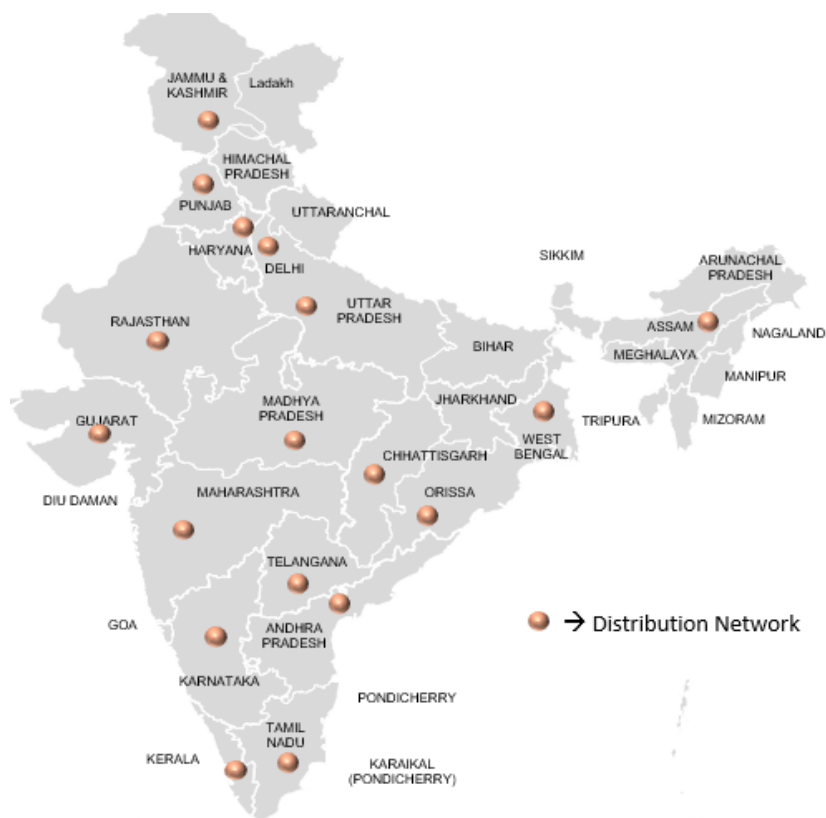 JAMMU &
KASHMIR
Ladakh
HIMACHAL
PRADESH
PUNJAB
UTTARANCHAL
HARYANA
DELHI
SIKKIM
ARUNACHAL
PRADESH
RAJASTHAN
UTTAR
PRADESH
ASSAM
NAGALAND
BIHAR
MEGHALAYA
MANIPUR
MADHYA
PRADESH
JHARKHAND
GUJARAT
TRIPURA
MIZORAM
WEST
BENGAL
CHHATTISGARH
DIU DAMAN
MAHARASHTRA
ORISSA
TELANGANA
GOA
→ Distribution Network
ANDHRA
PRADESH
KARNATAKA
PONDICHERRY
TAMIL
NADU
KERALA
KARAIKAL
(PONDICHERRY)